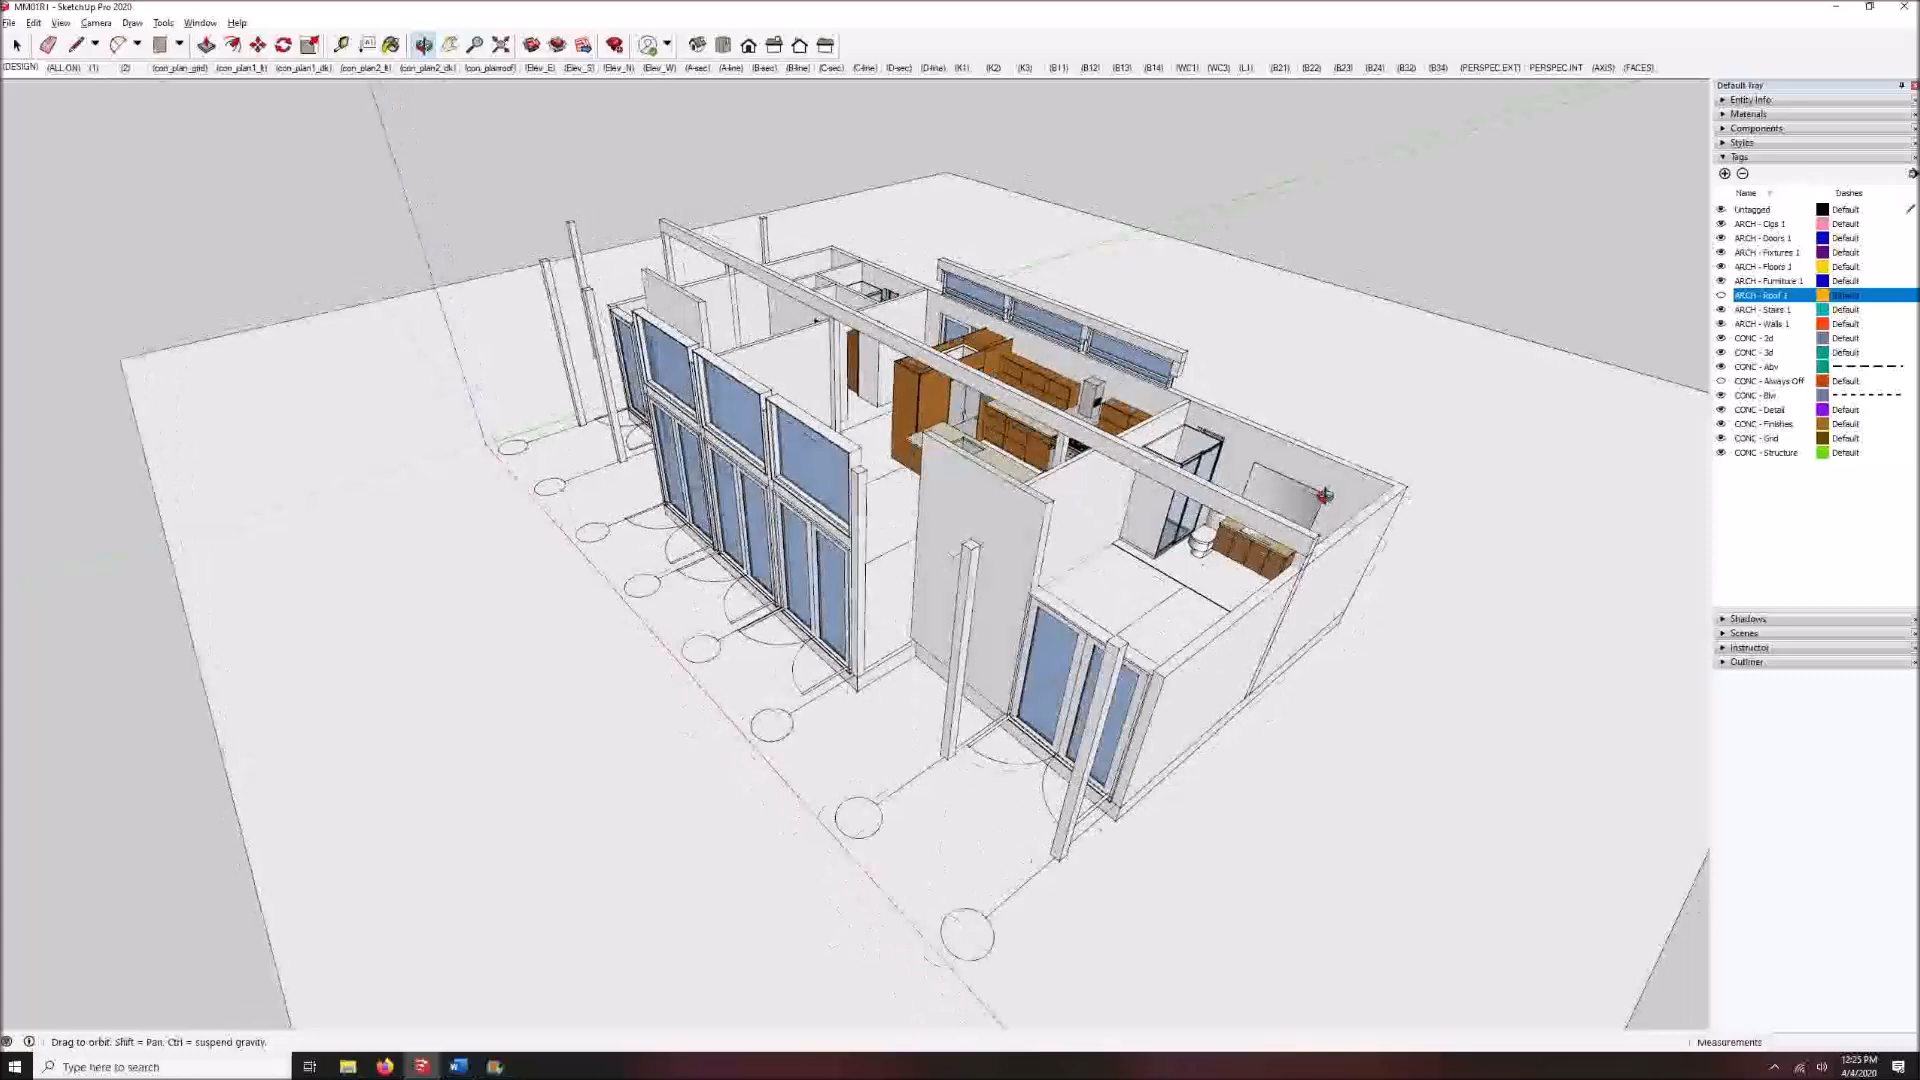 MM01R1 - SketchUp Pro 2020
File Edit View Camera Draw Tools Window Help
(DESIGN) (ALL-ON) (1) (2) (con_plan-grid) (con_plan1_lt) (con_plan1_dk) (con_plan2_lt) (con_plan2_dk) (con_planroof) (Elev_E) (Elev_S) (Elev_N) (Elev_W) (A-sec) (A-line) (B-sec) (B-line) (C-sec) (C-line) (D-sec) (D-line) (K1) (K2) (K3) (B11) (B12) (B13) (B14) (WC1) (WC3) (L1) (B21) (B22) (B23) (B24) (B32) (B34) (PERSPEC.EXT) PERSPEC.INT (AXIS) (FACES)
Default Tray
Entity Info
Materials
Components
Styles
Tags
Name Dashes
Untagged Default
ARCH - Clgs 1 Default
ARCH - Doors 1 Default
ARCH - Fixtures 1 Default
ARCH - Floors 1 Default
ARCH - Furniture 1 Default
ARCH - Roof 1 Default
ARCH - Stairs 1 Default
ARCH - Walls 1 Default
CONC - 2d Default
CONC - 3d Default
CONC - Abv
CONC - Always Off Default
CONC - Blw
CONC - Detail Default
CONC - Finishes Default
CONC - Grid Default
CONC - Structure Default
Shadows
Scenes
Instructor
Outliner
Drag to orbit. Shift = Pan, Ctrl = suspend gravity.
Measurements
Type here to search
12:25 PM
4/4/2020